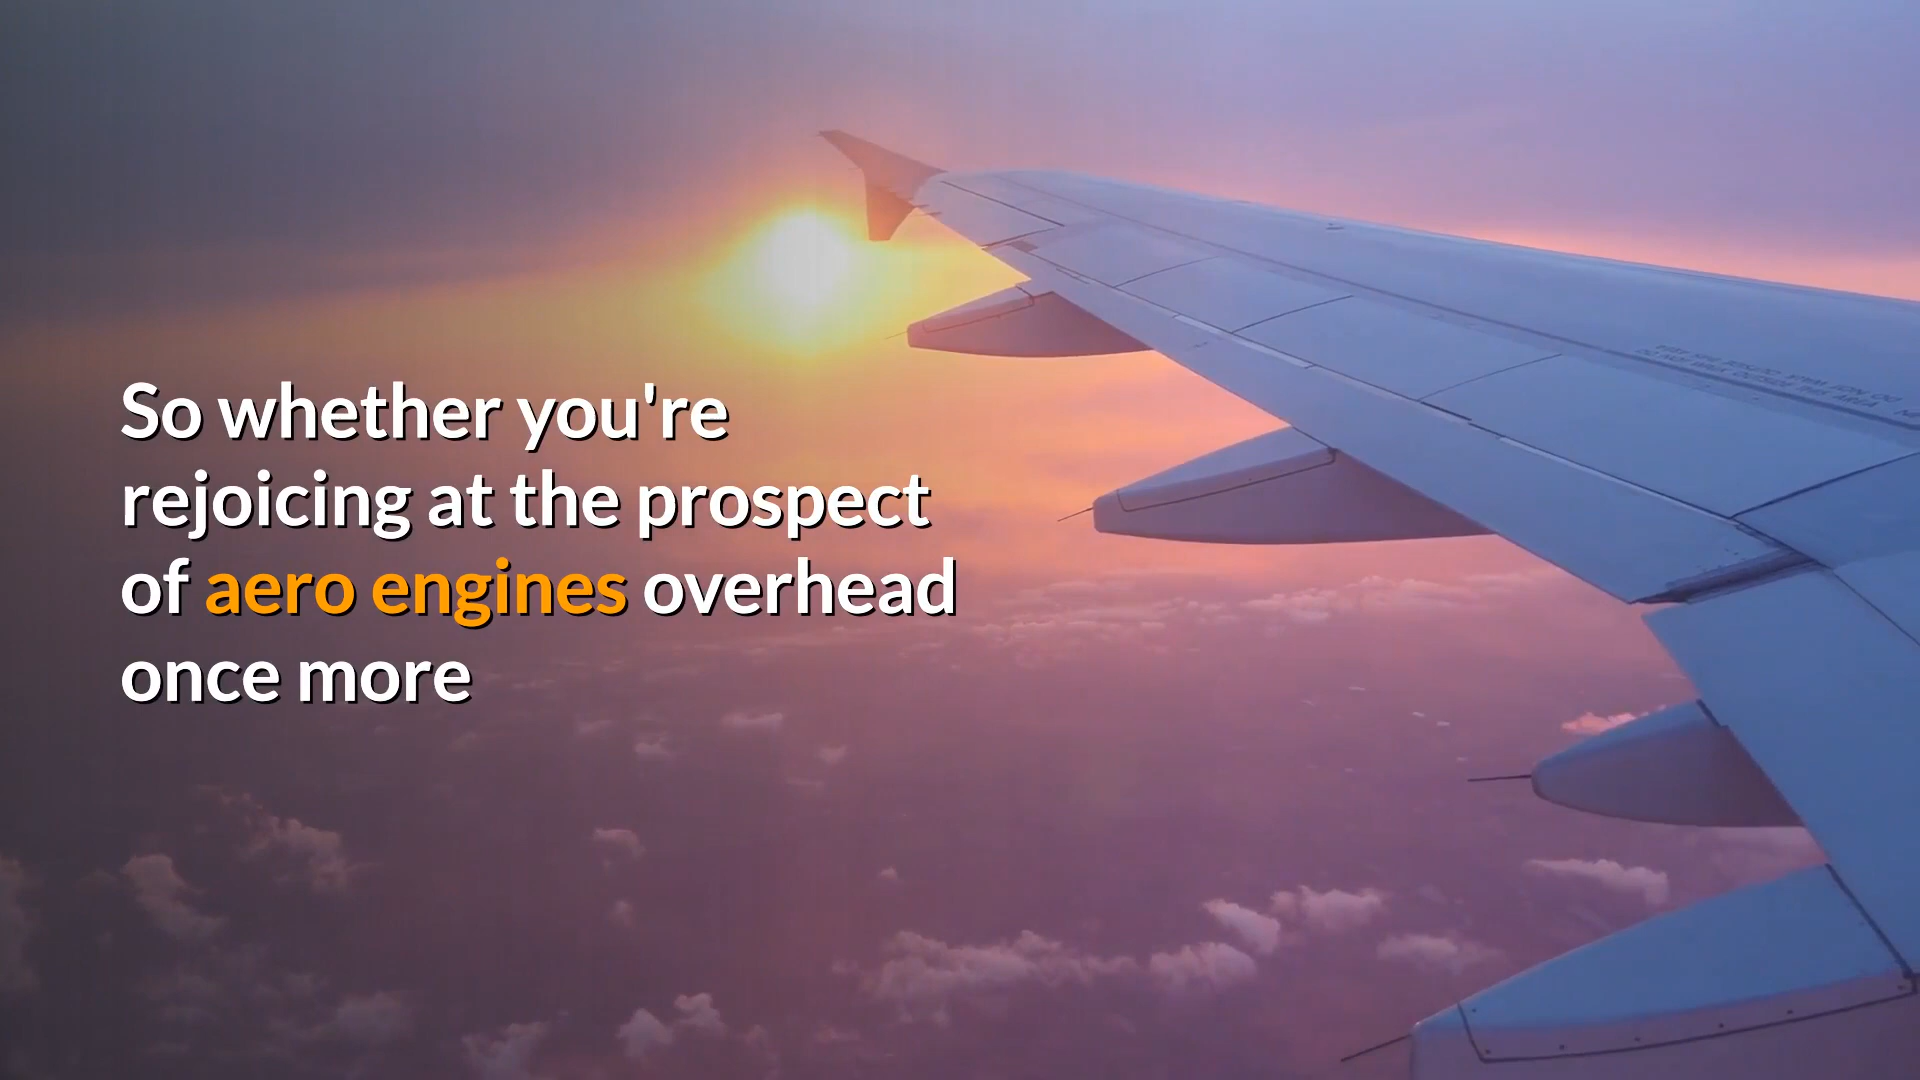 So whether you're
rejoicing at the prospect
of aero engines overhead
once more